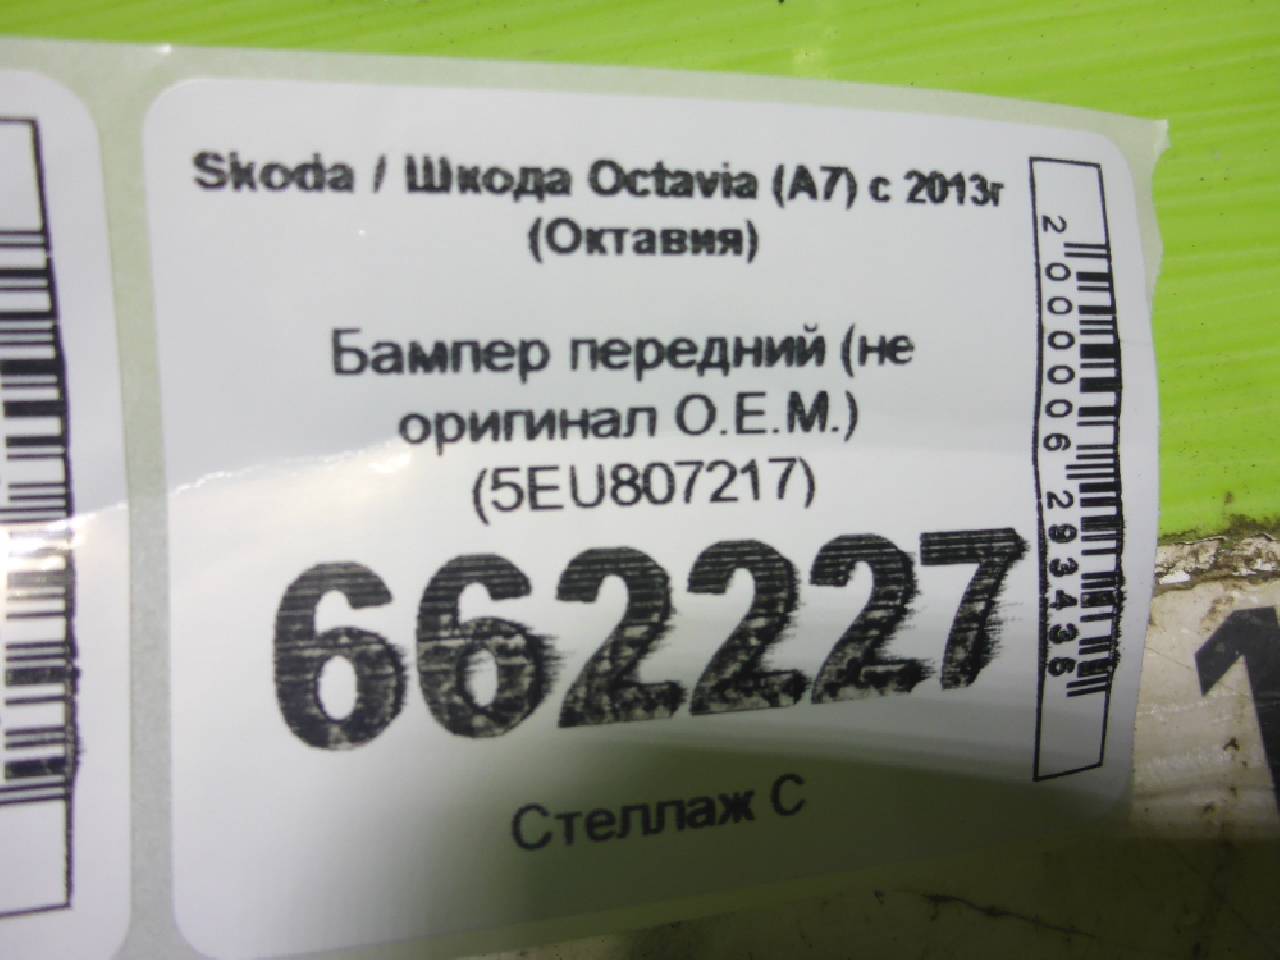 Skoda / Шкода Octavia (A7) с 2013г
(Октавия)
Бампер передний (не
оригинал O.E.M.)
(5EU807217)
662227
Стеллаж С
2000006293436